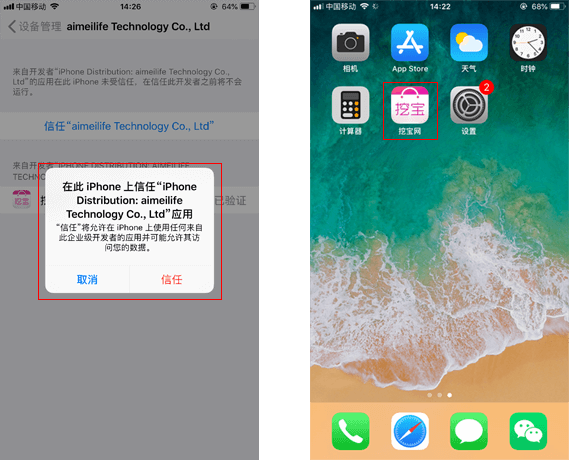 中国移动
14:26
64%
设备管理 aimeilife Technology Co., Ltd
来自开发者“iPhone Distribution: aimeilife Technology Co.,
Ltd”的应用在此 iPhone 未受信任。在信任此开发者之前将不会
运行。
信任“aimeilife Technology Co., Ltd”
来自开发者“IPHONE DISTRIBUTION: AIMEILIFE
挖宝
已验证
在此 iPhone 上信任“iPhone
Distribution: aimeilife
Technology Co., Ltd”应用
“信任”将允许在 iPhone 上使用任何来自
此企业级开发者的应用并可能允许其访
问您的数据。
取消
信任
中国移动
14:22
68%
相机
App Store
天气
时钟
2
挖宝
计算器
挖宝网
设置